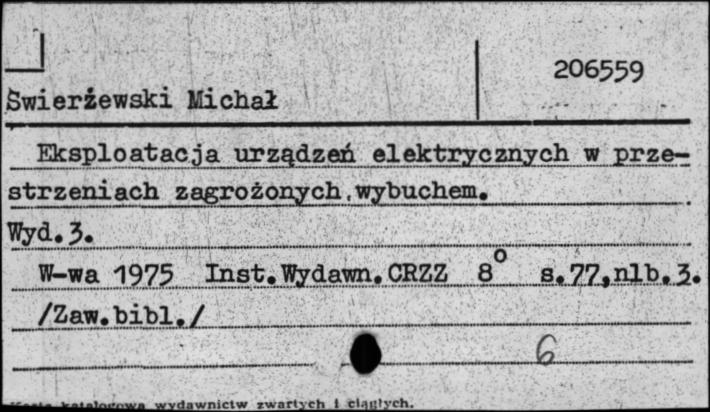 206559
Świerżewski Michał
Eksploatacja urządzeń elektrycznych w prze-
strzeniach zagrożonych wybuchem.
Wyd.3.
W-wa 1975 Inst.Wydawn.CRZZ 8° s.77,nlb.3.
/Zaw.bibl./
6
katalogowa wydawnictw zwartych i ciągłych.